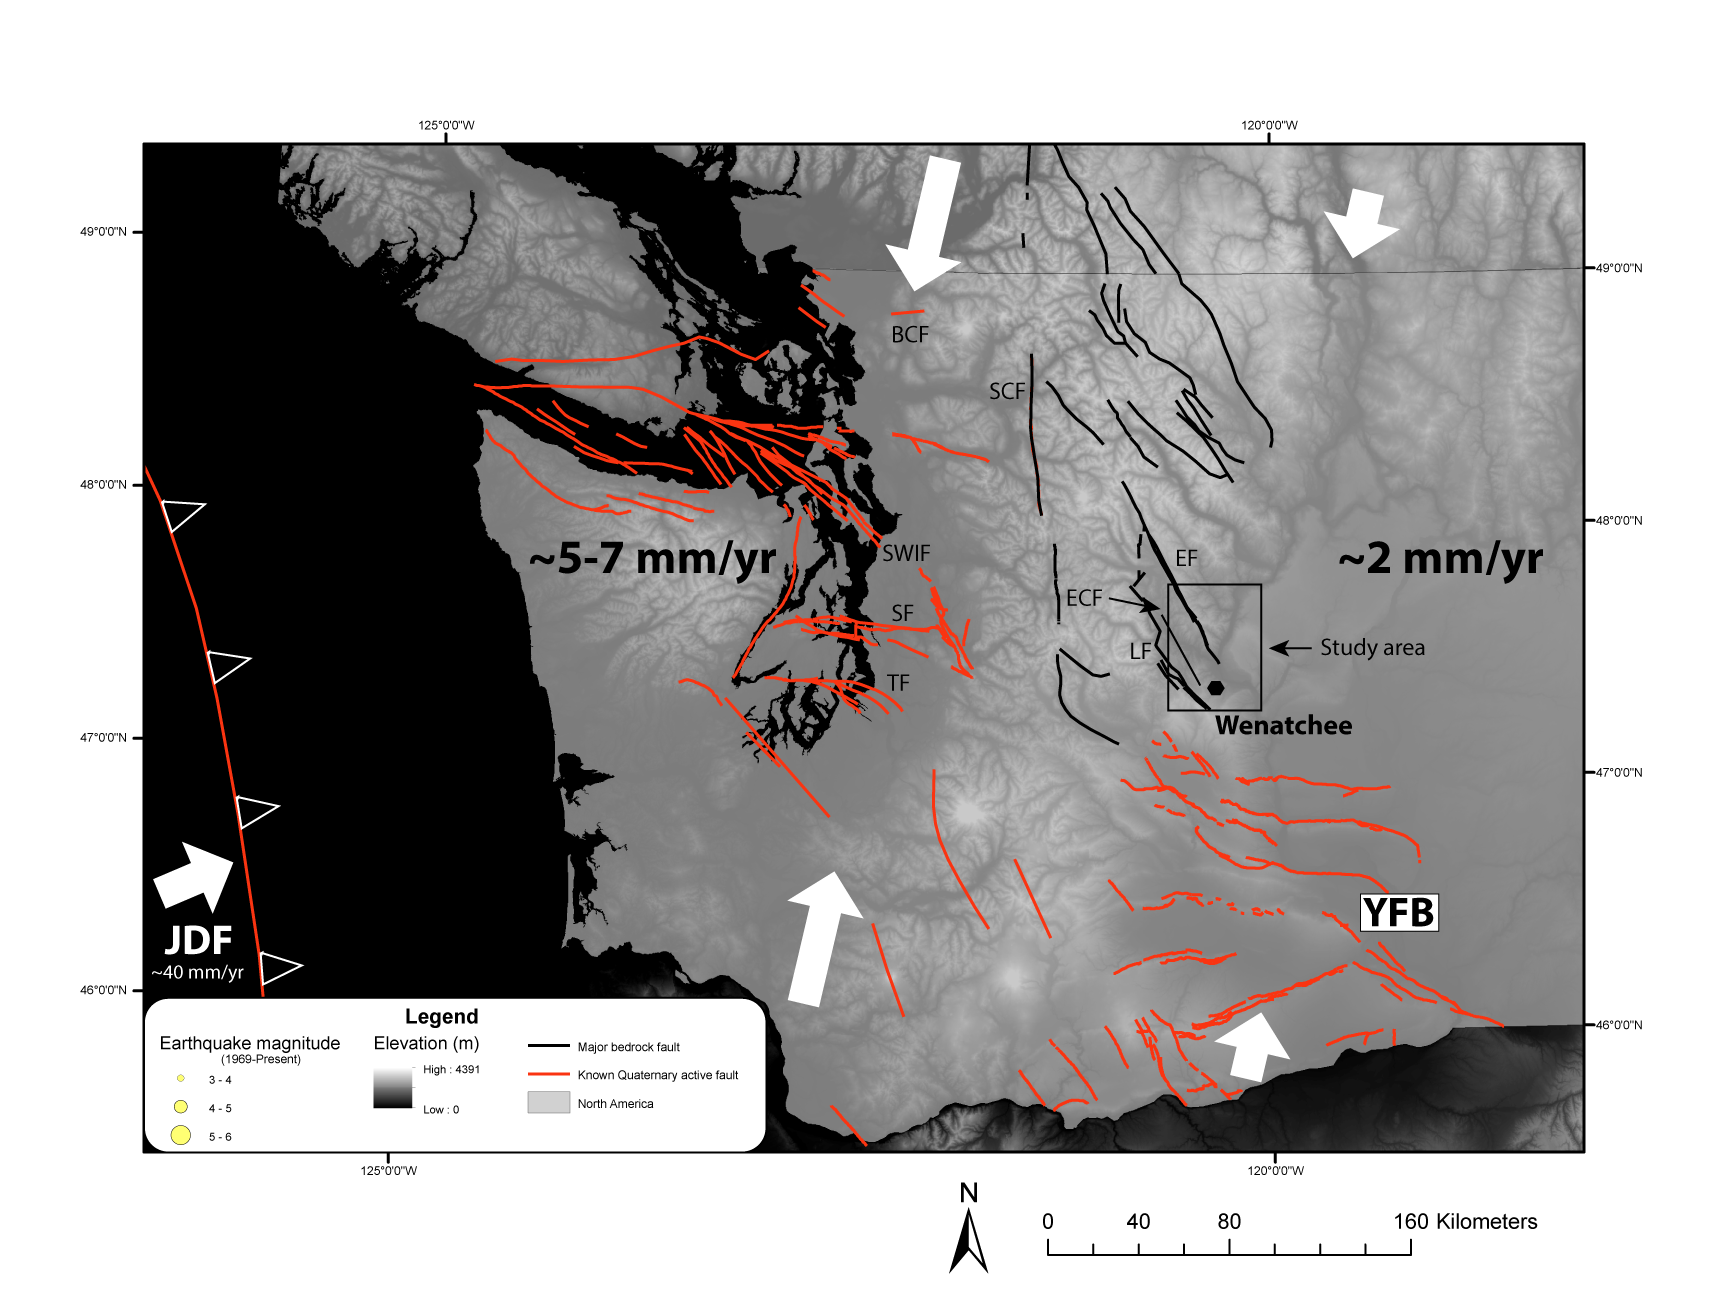 125°0'0"W
120°0'0"W
49°0'0"N
49°0'0"N
BCF
SCF
48°0'0"N
48°0'0"N
~5-7 mm/yr
SWIF
EF
~2 mm/yr
ECF
SF
LF
Study area
TF
Wenatchee
47°0'0"N
47°0'0"N
YFB
JDF
~40 mm/yr
46°0'0"N
46°0'0"N
Legend
Earthquake magnitude
(1969-Present)
3 - 4
4 - 5
5 - 6
Elevation (m)
High : 4391
Low : 0
Major bedrock fault
Known Quaternary active fault
North America
125°0'0"W
120°0'0"W
N
0 40 80 160 Kilometers